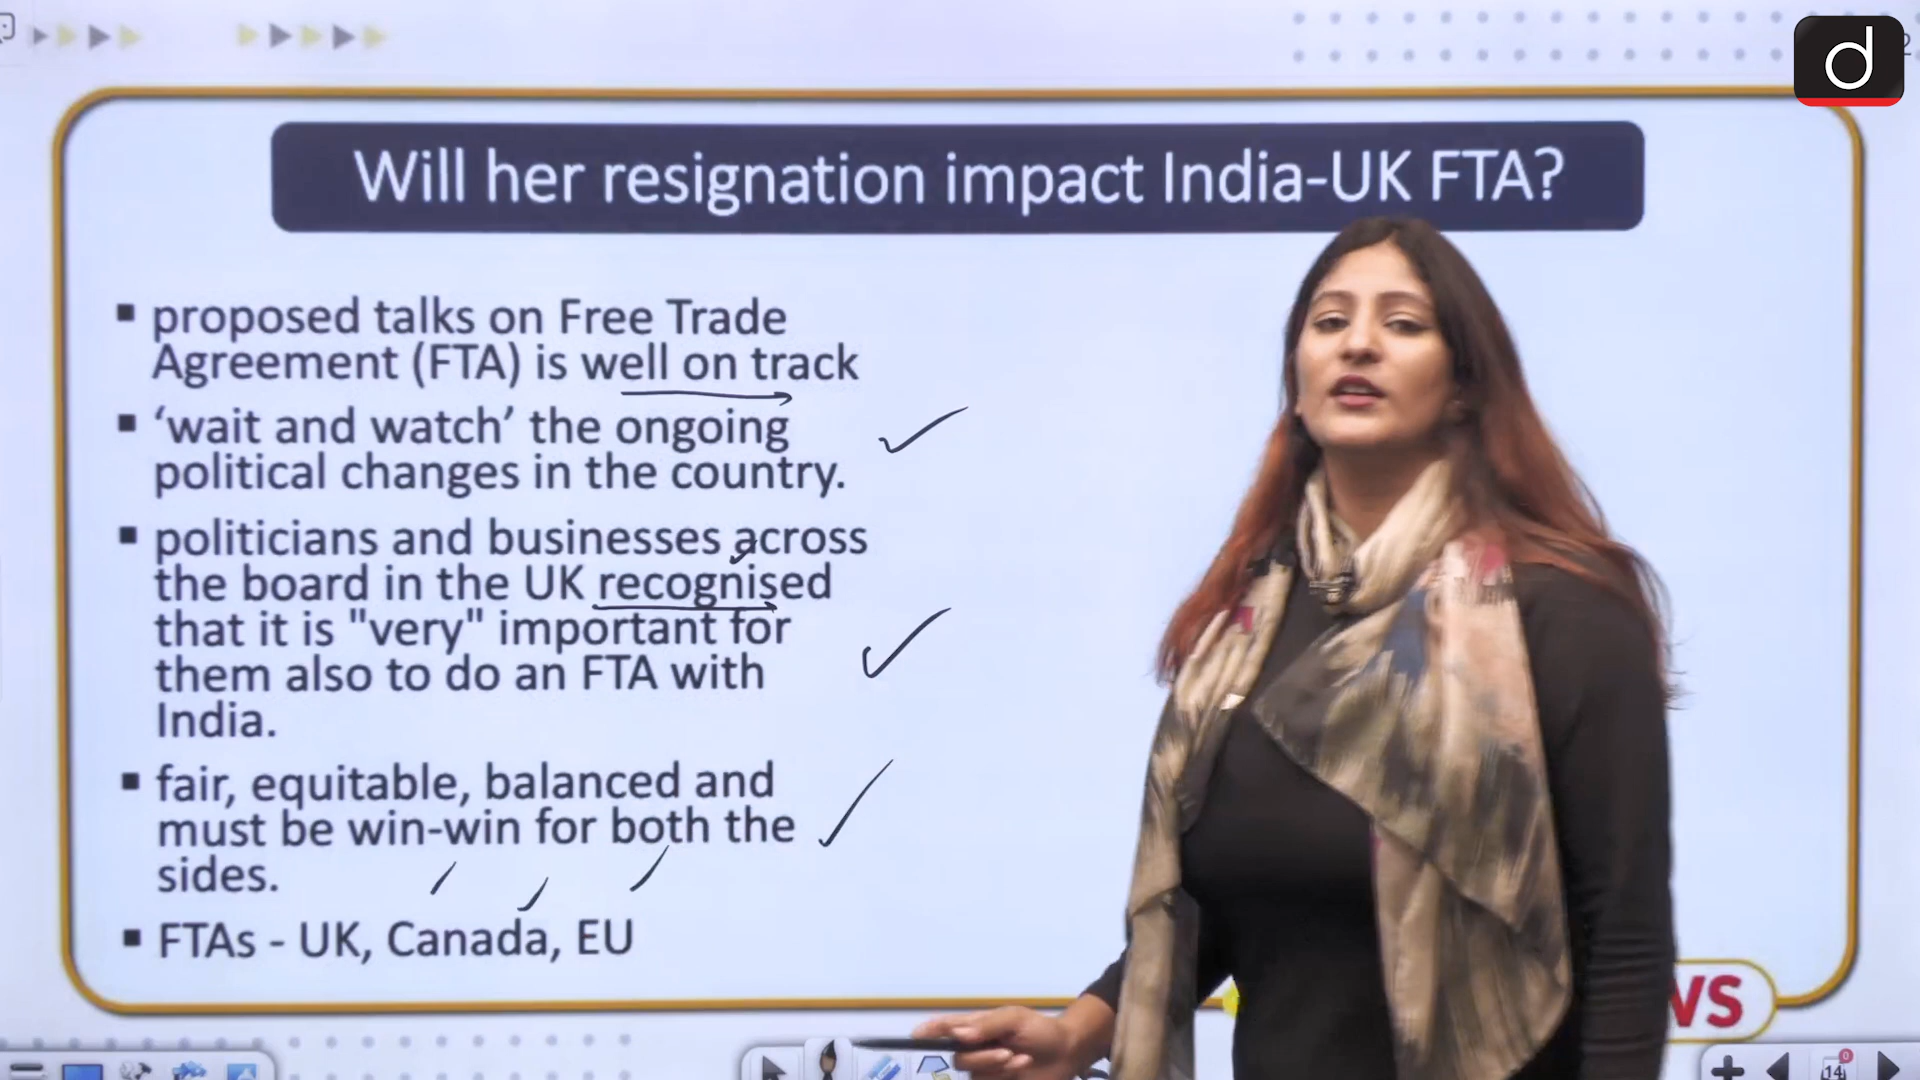 d
Will her resignation impact India-UK FTA?
▪ proposed talks on Free Trade
Agreement (FTA) is well on track
▪ ‘wait and watch’ the ongoing
political changes in the country.
▪ politicians and businesses across
the board in the UK recognised
that it is "very" important for
them also to do an FTA with
India.
▪ fair, equitable, balanced and
must be win-win for both the
sides.
▪ FTAs - UK, Canada, EU
14
0